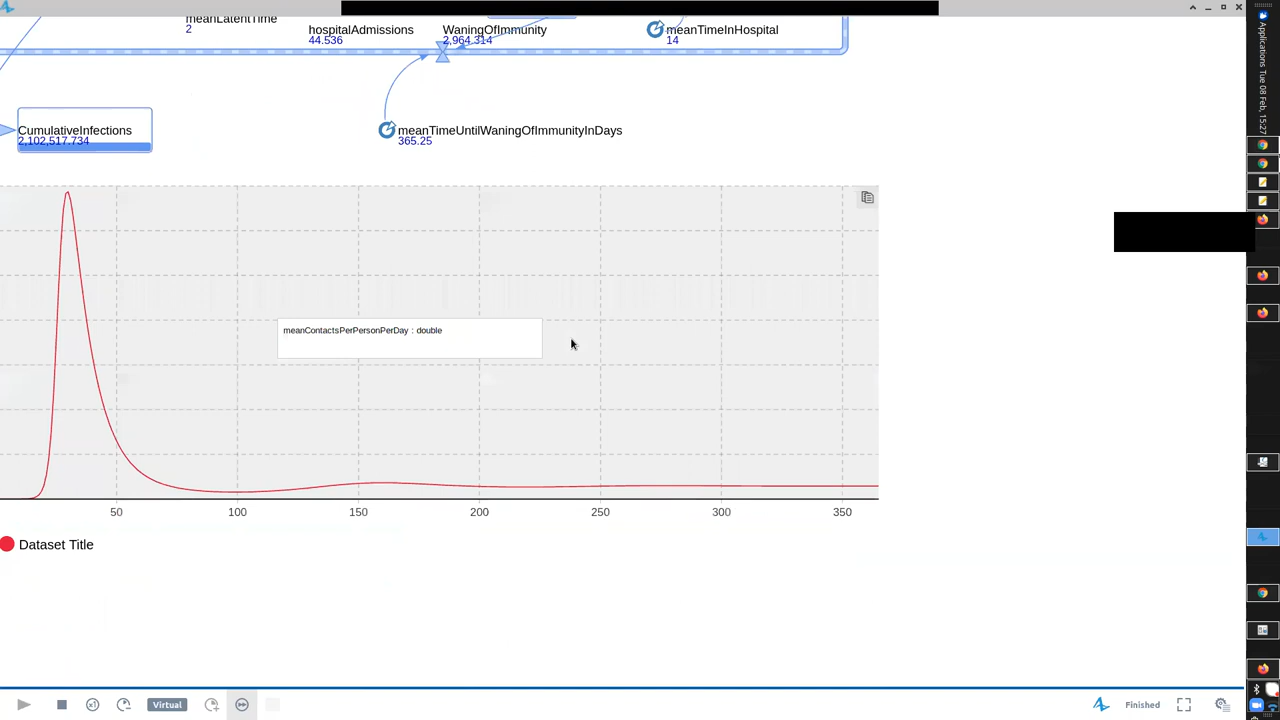 meanLatentTime
2
hospitalAdmissions
44.536
WaningOfImmunity
2,964.314
meanTimeInHospital
14
CumulativeInfections
2,102,517.734
meanTimeUntilWaningOfImmunityInDays
365.25
meanContactsPerPersonPerDay : double
50 100 150 200 250 300 350
Dataset Title
x1
Virtual
Finished
Applications Tue 08 Feb, 15:27